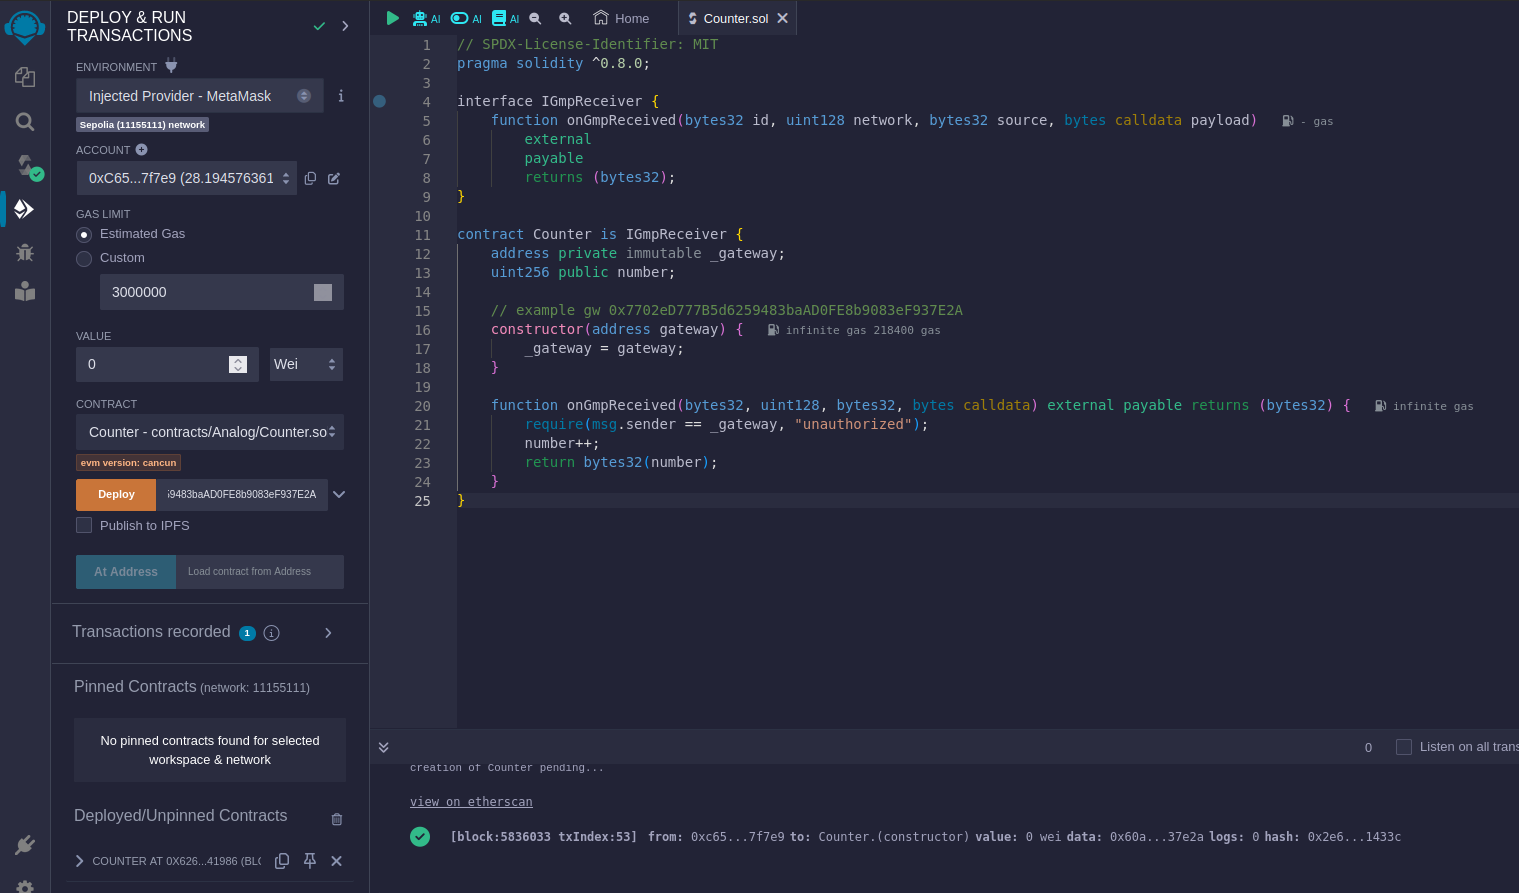 DEPLOY & RUN
TRANSACTIONS
ENVIRONMENT
Injected Provider - MetaMask
Sepolia (11155111) network
ACCOUNT
0xC65...7f7e9 (28.194576361
GAS LIMIT
Estimated Gas
Custom
3000000
VALUE
0
Wei
CONTRACT
Counter - contracts/Analog/Counter.so
evm version: cancun
Deploy
59483baAD0FE8b9083eF937E2A
Publish to IPFS
At Address
Load contract from Address
Transactions recorded 1 i
Pinned Contracts (network: 11155111)
No pinned contracts found for selected
workspace & network
Deployed/Unpinned Contracts
COUNTER AT 0X626...41986 (BLO
AI AI AI Home Counter.sol
1 // SPDX-License-Identifier: MIT
2 pragma solidity ^0.8.0;
3
4 interface IGmpReceiver {
5 function onGmpReceived(bytes32 id, uint128 network, bytes32 source, bytes calldata payload) - gas
6 external
7 payable
8 returns (bytes32);
9 }
10
11 contract Counter is IGmpReceiver {
12 address private immutable _gateway;
13 uint256 public number;
14
15 // example gw 0x7702eD777B5d6259483baAD0FE8b9083eF937E2A
16 constructor(address gateway) { infinite gas 218400 gas
17 _gateway = gateway;
18 }
19
20 function onGmpReceived(bytes32, uint128, bytes32, bytes calldata) external payable returns (bytes32) { infinite gas
21 require(msg.sender == _gateway, "unauthorized");
22 number++;
23 return bytes32(number);
24 }
25 }
0 Listen on all trans
creation of Counter pending...
view on etherscan
[block:5836033 txIndex:53] from: 0xc65...7f7e9 to: Counter.(constructor) value: 0 wei data: 0x60a...37e2a logs: 0 hash: 0x2e6...1433c